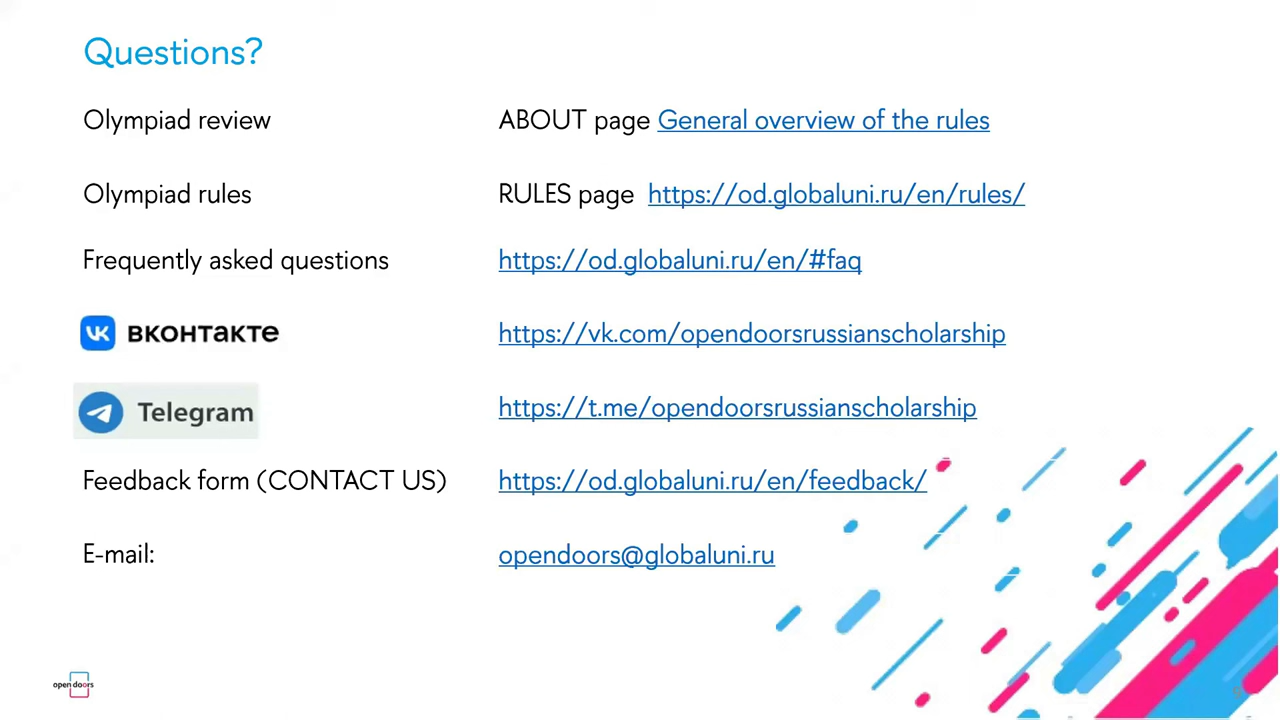 Questions?
Olympiad review ABOUT page General overview of the rules
Olympiad rules RULES page https://od.globaluni.ru/en/rules/
Frequently asked questions https://od.globaluni.ru/en/#faq
ВКОНТАКТЕ https://vk.com/opendoorsrussianscholarship
Telegram https://t.me/opendoorsrussianscholarship
Feedback form (CONTACT US) https://od.globaluni.ru/en/feedback/
E-mail: opendoors@globaluni.ru
open doors